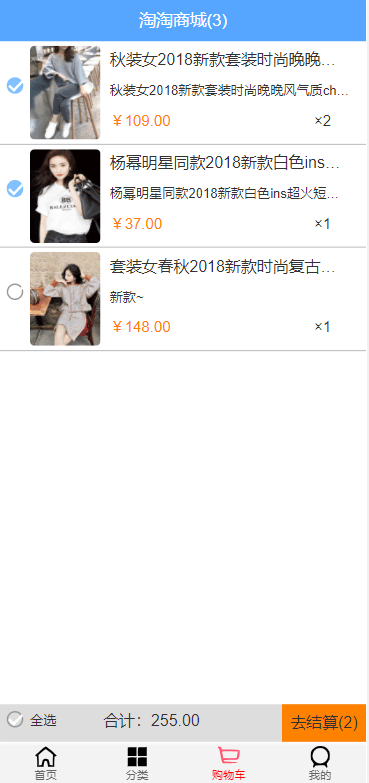 淘淘商城(3)
秋装女2018新款套装时尚晚晚…
秋装女2018新款套装时尚晚晚风气质ch…
￥109.00 ×2
杨幂明星同款2018新款白色ins…
杨幂明星同款2018新款白色ins超火短…
￥37.00 ×1
套装女春秋2018新款时尚复古…
新款~
￥148.00 ×1
全选 合计：255.00 去结算(2)
首页 分类 购物车 我的